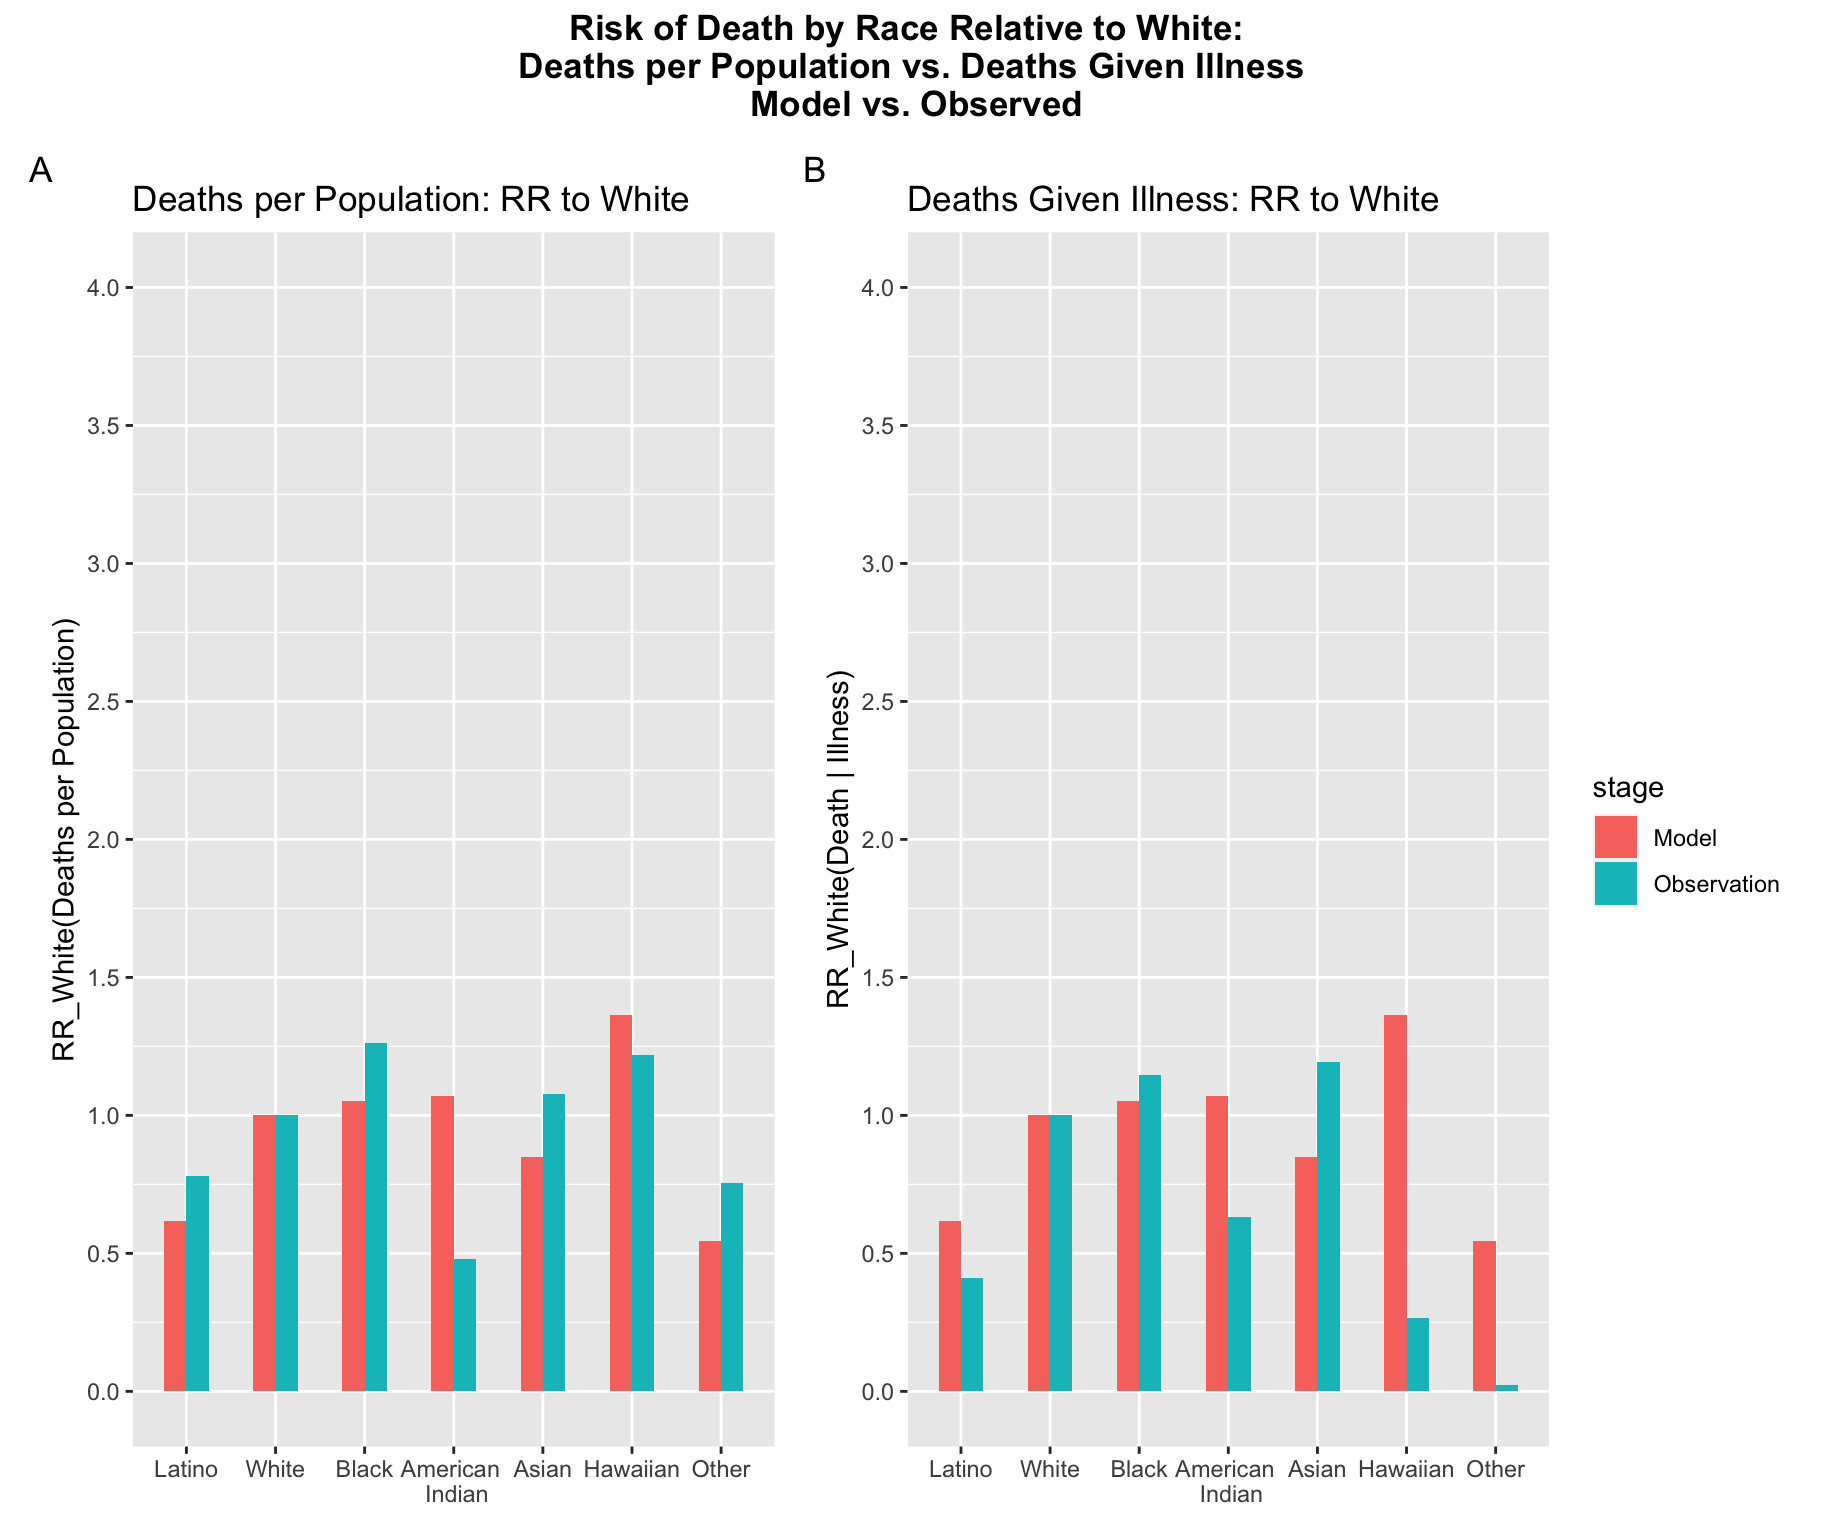 Risk of Death by Race Relative to White:
Deaths per Population vs. Deaths Given Illness
Model vs. Observed
A
Deaths per Population: RR to White
RR_White(Deaths per Population)
4.0
3.5
3.0
2.5
2.0
1.5
1.0
0.5
0.0
Latino White Black American Asian Hawaiian Other
Indian
B
Deaths Given Illness: RR to White
RR_White(Death | Illness)
4.0
3.5
3.0
2.5
2.0
1.5
1.0
0.5
0.0
Latino White Black American Asian Hawaiian Other
Indian
stage
Model
Observation